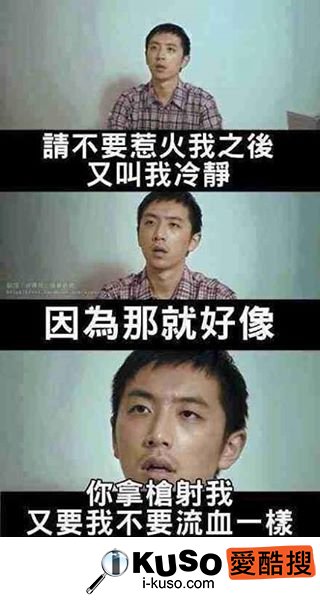 請不要惹火我之後
又叫我冷靜
因為那就好像
你拿槍射我
又要我不要流血一樣
iKUSO 愛酷搜
i-kuso.com